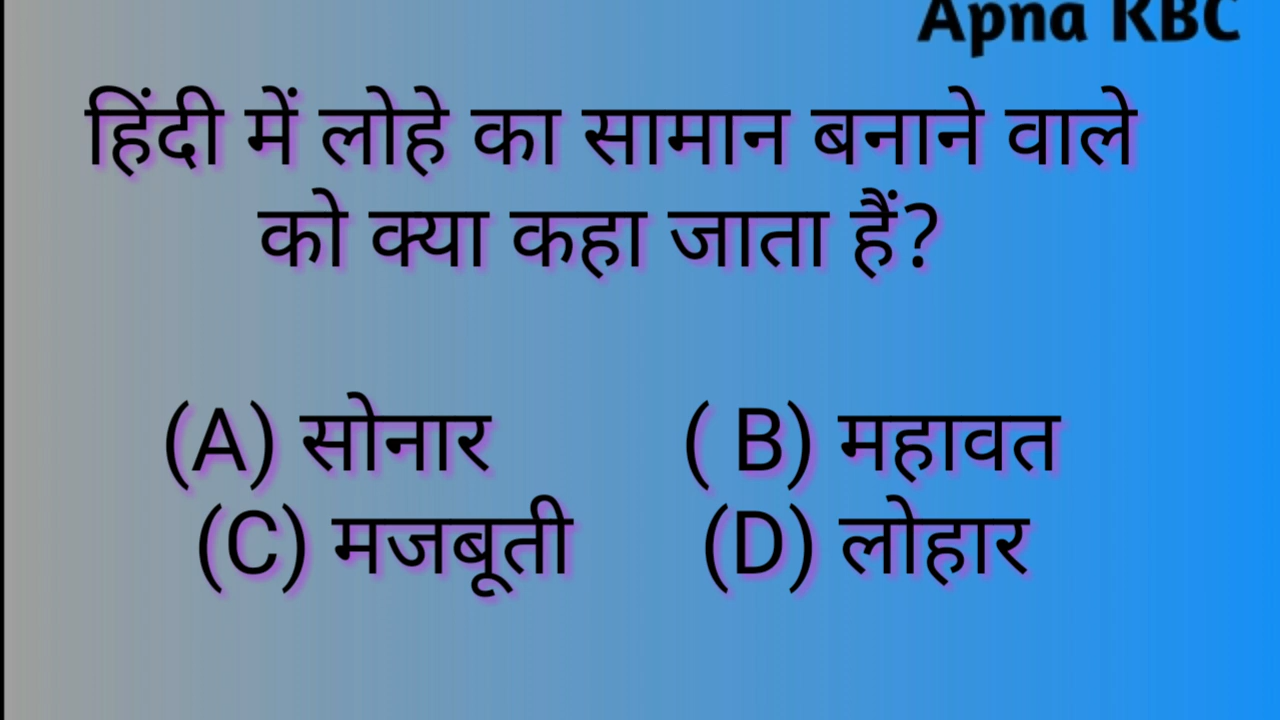 Apna KBC
हिंदी में लोहे का सामान बनाने वाले
को क्या कहा जाता हैं?
(A) सोनार ( B) महावत
(C) मजबूती (D) लोहार